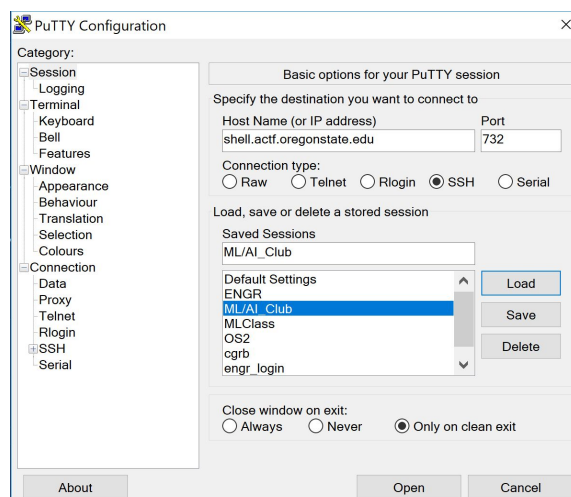 PuTTY Configuration
Category:
Session
Logging
Terminal
Keyboard
Bell
Features
Window
Appearance
Behaviour
Translation
Selection
Colours
Connection
Data
Proxy
Telnet
Rlogin
SSH
Serial
Basic options for your PuTTY session
Specify the destination you want to connect to
Host Name (or IP address) Port
shell.actf.oregonstate.edu 732
Connection type:
Raw Telnet Rlogin SSH Serial
Load, save or delete a stored session
Saved Sessions
ML/AI_Club
Default Settings
ENGR
ML/AI_Club
MLClass
OS2
cgrb
engr_login
Load
Save
Delete
Close window on exit:
Always Never Only on clean exit
About Open Cancel